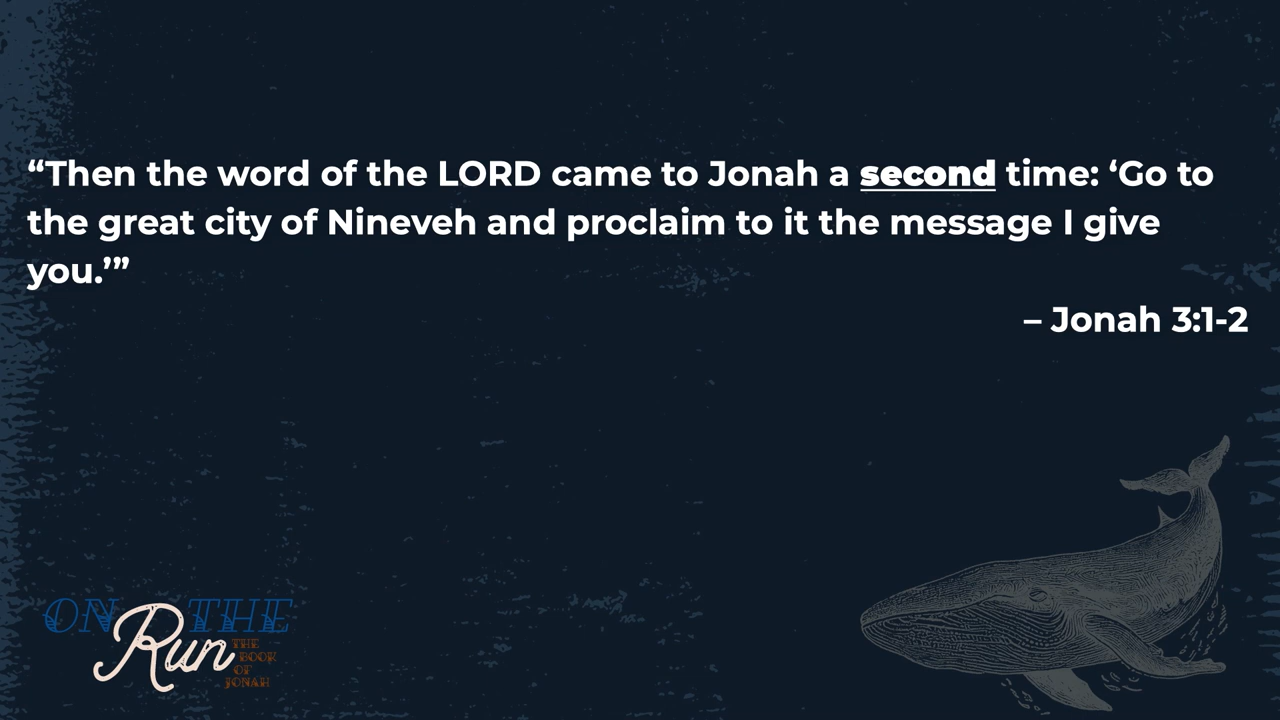 “Then the word of the LORD came to Jonah a second time: ‘Go to
the great city of Nineveh and proclaim to it the message I give
you.’”
– Jonah 3:1-2
ON THE
Run
THE
BOOK
OF
JONAH